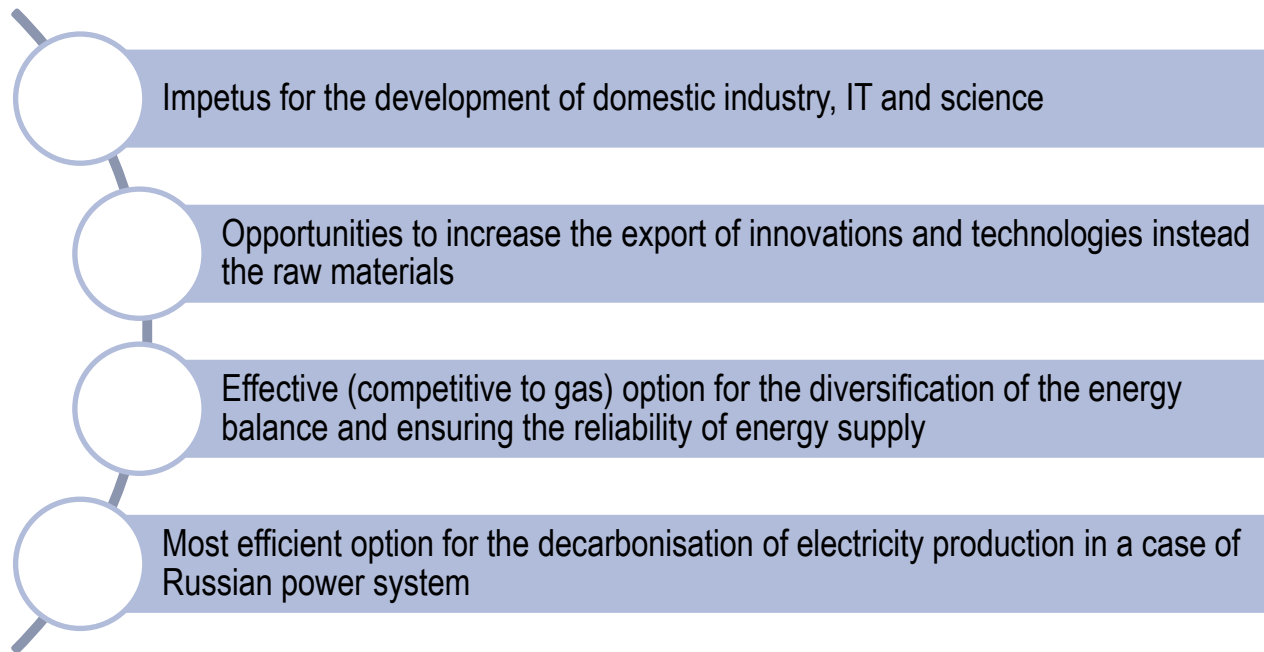 Impetus for the development of domestic industry, IT and science
Opportunities to increase the export of innovations and technologies instead
the raw materials
Effective (competitive to gas) option for the diversification of the energy
balance and ensuring the reliability of energy supply
Most efficient option for the decarbonisation of electricity production in a case of
Russian power system